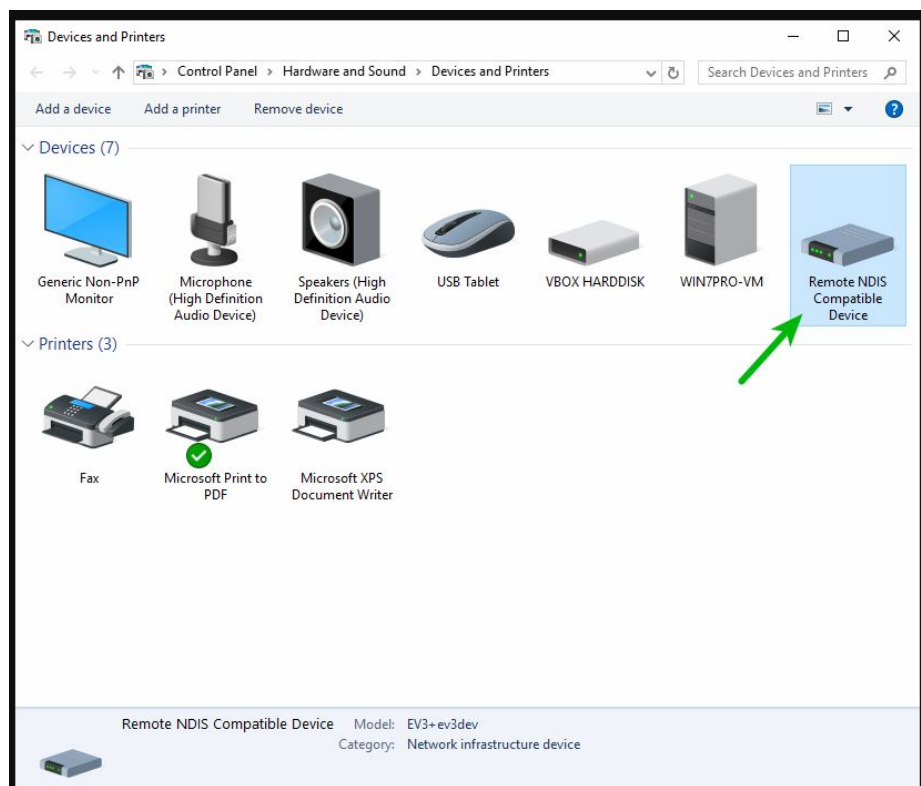 Devices and Printers
Control Panel > Hardware and Sound > Devices and Printers
Search Devices and Printers
Add a device Add a printer Remove device
Devices (7)
Generic Non-PnP
Monitor
Microphone
(High Definition
Audio Device)
Speakers (High
Definition Audio
Device)
USB Tablet
VBOX HARDDISK
WIN7PRO-VM
Remote NDIS
Compatible
Device
Printers (3)
Fax
Microsoft Print to
PDF
Microsoft XPS
Document Writer
Remote NDIS Compatible Device Model: EV3+ev3dev
Category: Network infrastructure device